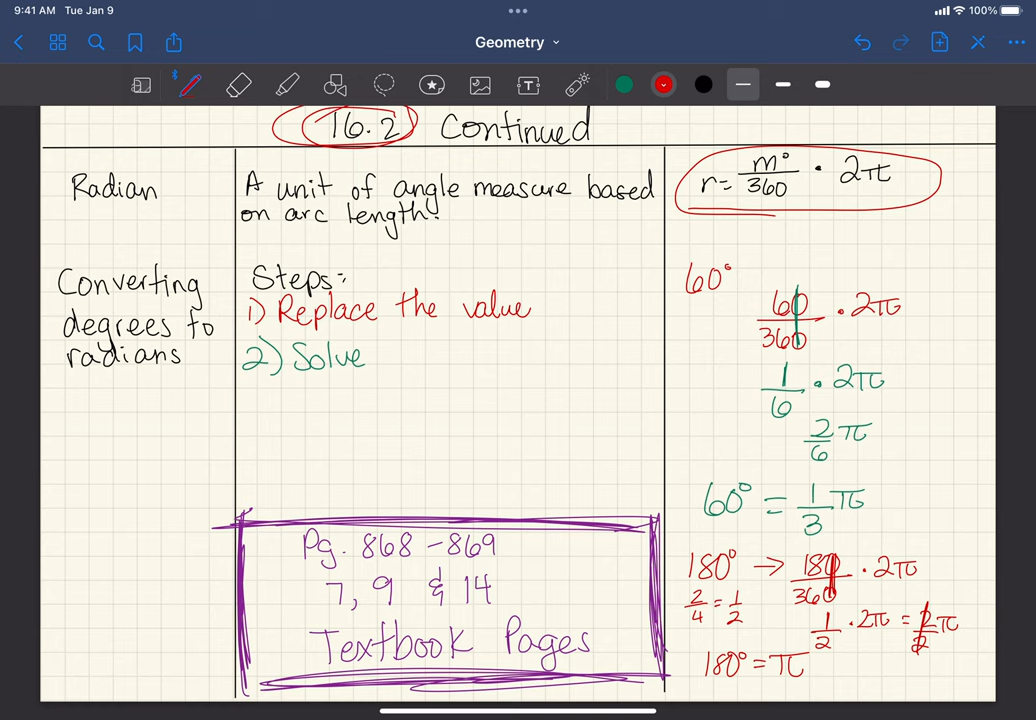 9:41 AM Tue Jan 9
100%
Geometry
T
16.2 Continued
Radian
A unit of angle measure based
on arc length.
r = m°/360 · 2π
Converting
degrees to
radians
Steps:
1) Replace the value
2) Solve
60°
60/360 · 2π
1/6 · 2π
2/6 π
60° = 1/3 π
180° → 180/360 · 2π
2/4 = 1/2
1/2 · 2π = 2/2 π
180° = π
Pg. 868 - 869
7, 9 & 14
Textbook Pages